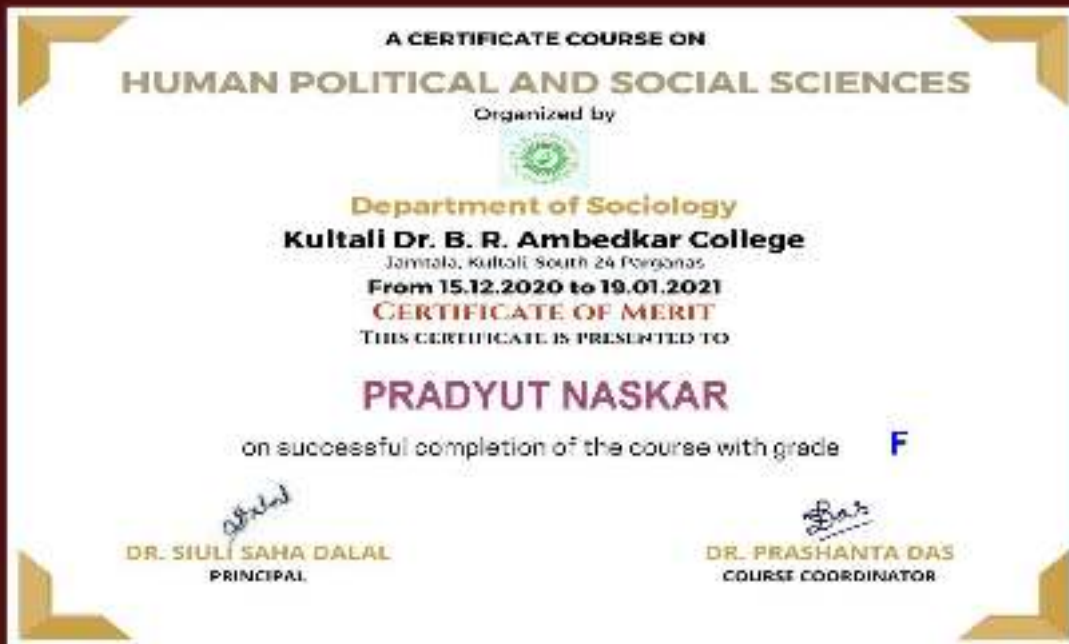 A CERTIFICATE COURSE ON
HUMAN POLITICAL AND SOCIAL SCIENCES
Organized by
Department of Sociology
Kultali Dr. B. R. Ambedkar College
Jamtala, Kultali South 24 Parganas
From 15.12.2020 to 19.01.2021
CERTIFICATE OF MERIT
THIS CERTIFICATE IS PRESENTED TO
PRADYUT NASKAR
on successful completion of the course with grade F
Das
DR. SIULI SAHA DALAL
DR. PRASHANTA DAS
PRINCIPAL
COURSE COORDINATOR